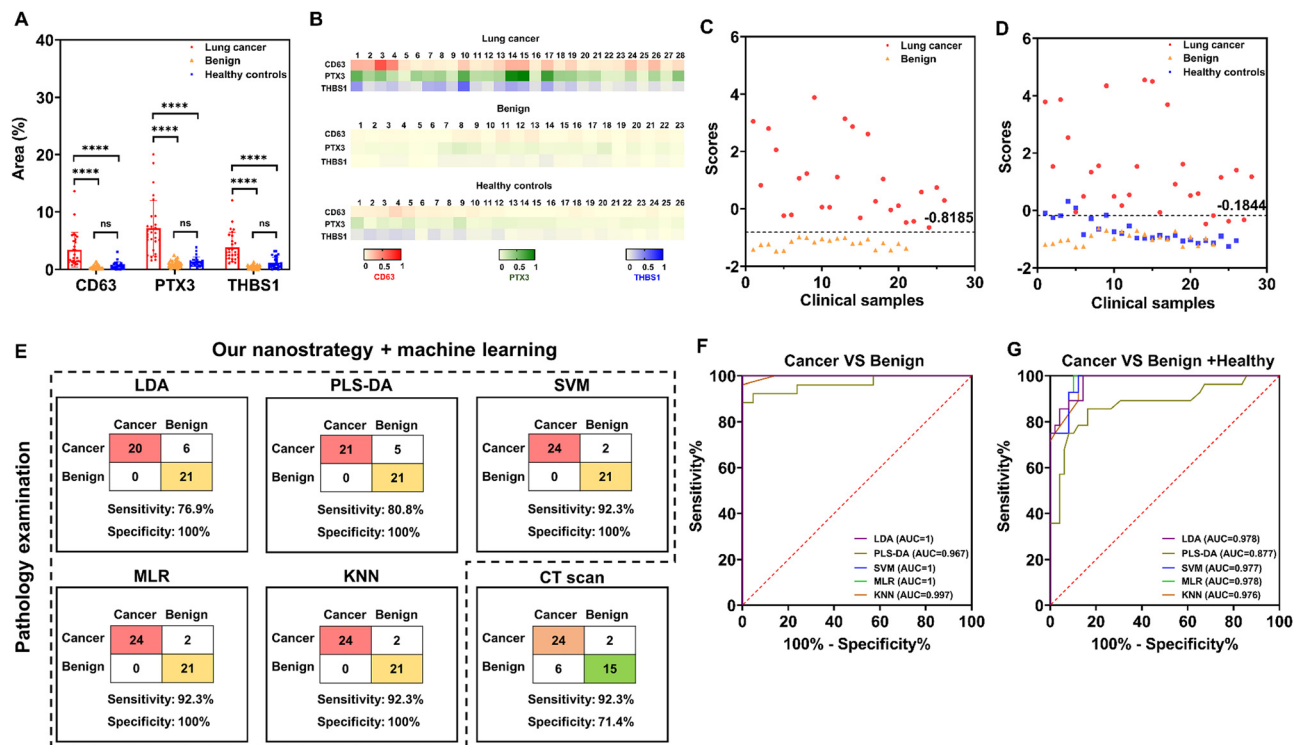 A
Lung cancer
Benign
Healthy controls
Area (%)
40
30
20
10
0
****
****
ns
****
****
ns
****
****
ns
CD63
PTX3
THBS1
B
Lung cancer
1 2 3 4 5 6 7 8 9 10 11 12 13 14 15 16 17 18 19 20 21 22 23 24 25 26
CD63
PTX3
THBS1
Benign
1 2 3 4 5 6 7 8 9 10 11 12 13 14 15 16 17 18 19 20 21 22 23
CD63
PTX3
THBS1
Healthy controls
1 2 3 4 5 6 7 8 9 10 11 12 13 14 15 16 17 18 19 20 21 22 23 24 25 26
CD63
PTX3
THBS1
0 0.5 1
CD63
0 0.5 1
PTX3
0 0.5 1
THBS1
C
Lung cancer
Benign
Scores
6
4
2
0
-2
-0.8185
0 10 20 30
Clinical samples
D
Lung cancer
Benign
Healthy controls
Scores
6
4
2
0
-2
-0.1844
0 10 20 30
Clinical samples
E
Our nanostrategy + machine learning
Pathology examination
LDA
Cancer Benign
Cancer 20 6
Benign 0 21
Sensitivity: 76.9%
Specificity: 100%
PLS-DA
Cancer Benign
Cancer 21 5
Benign 0 21
Sensitivity: 80.8%
Specificity: 100%
SVM
Cancer Benign
Cancer 24 2
Benign 0 21
Sensitivity: 92.3%
Specificity: 100%
MLR
Cancer Benign
Cancer 24 2
Benign 0 21
Sensitivity: 92.3%
Specificity: 100%
KNN
Cancer Benign
Cancer 24 2
Benign 0 21
Sensitivity: 92.3%
Specificity: 100%
CT scan
Cancer Benign
Cancer 24 2
Benign 6 15
Sensitivity: 92.3%
Specificity: 71.4%
F
Cancer VS Benign
Sensitivity%
100
80
60
40
20
0
LDA (AUC=1)
PLS-DA (AUC=0.967)
SVM (AUC=1)
MLR (AUC=1)
KNN (AUC=0.997)
20 40 60 80 100
100% - Specificity%
G
Cancer VS Benign +Healthy
Sensitivity%
100
80
60
40
20
0
LDA (AUC=0.978)
PLS-DA (AUC=0.877)
SVM (AUC=0.977)
MLR (AUC=0.978)
KNN (AUC=0.976)
0 20 40 60 80 100
100% - Specificity%